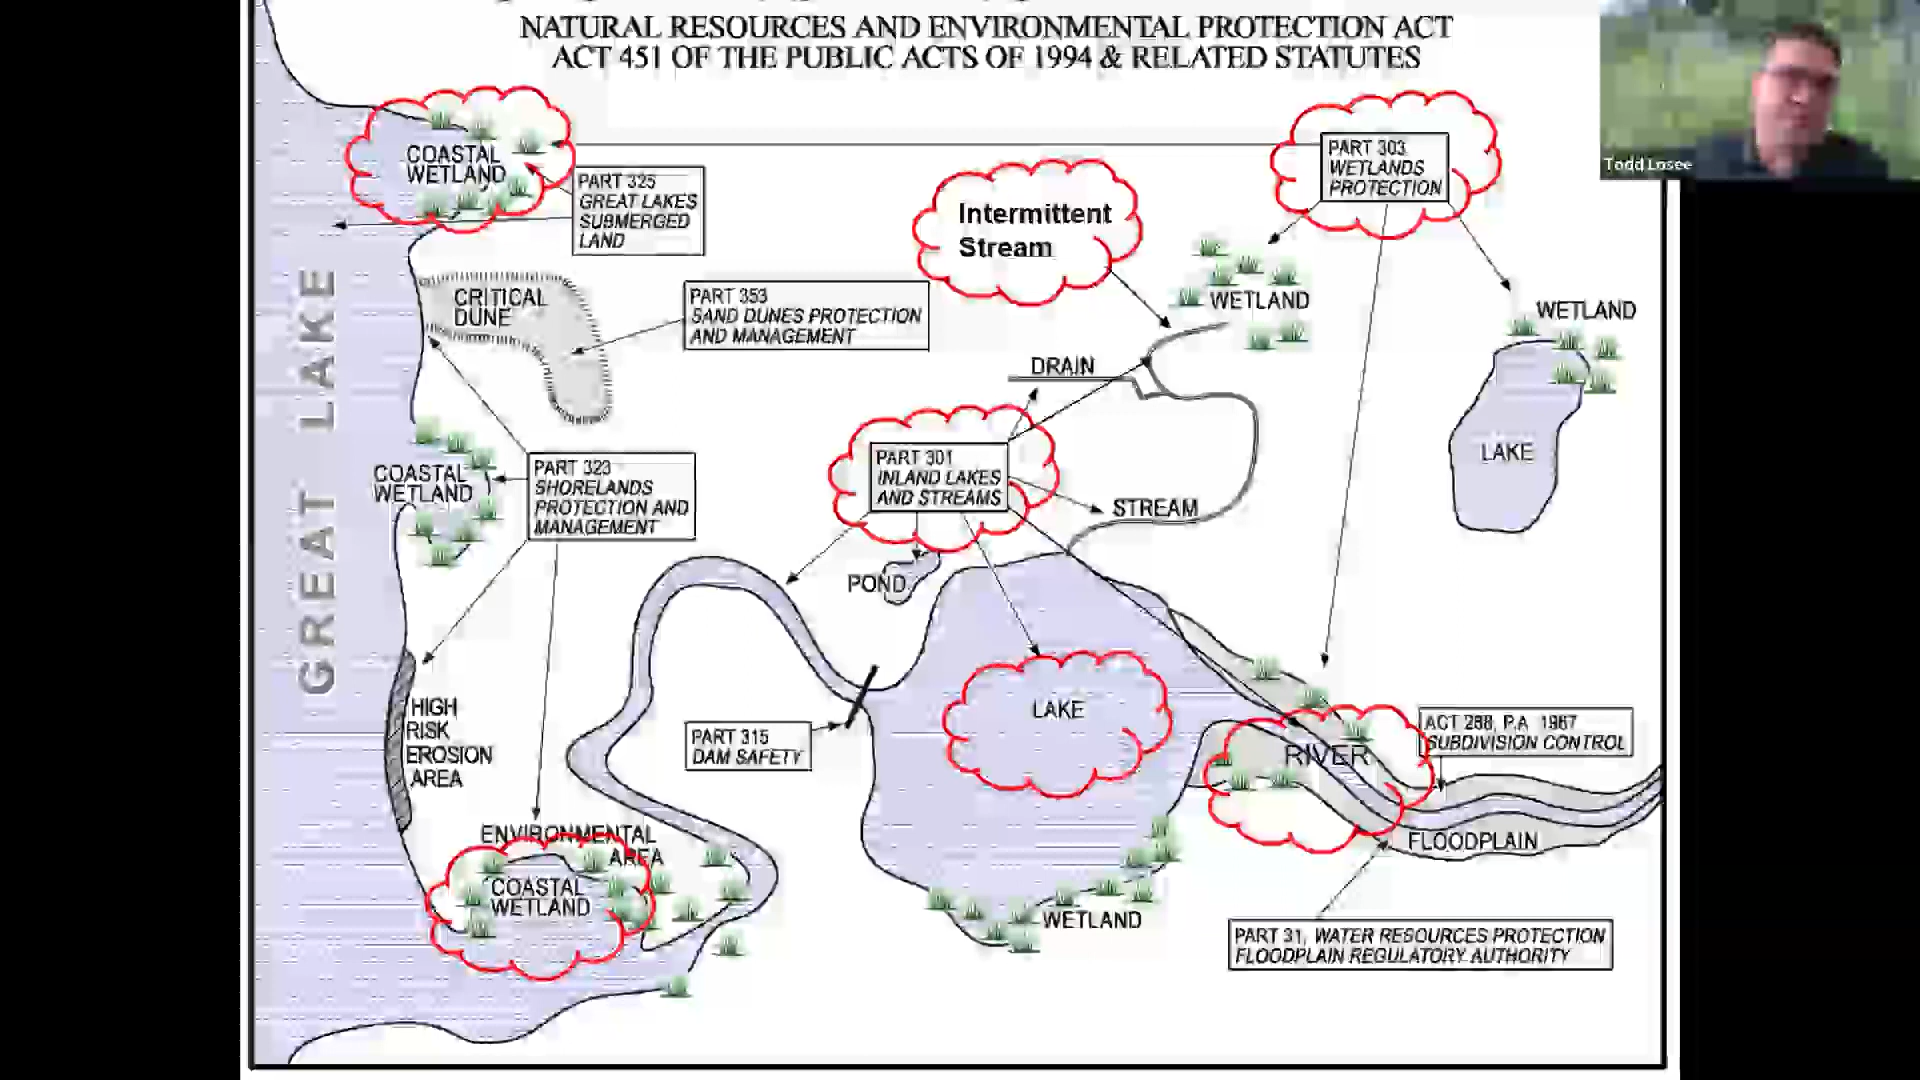 NATURAL RESOURCES AND ENVIRONMENTAL PROTECTION ACT
ACT 451 OF THE PUBLIC ACTS OF 1994 & RELATED STATUTES
Todd Losee
COASTAL
WETLAND
PART 325
GREAT LAKES
SUBMERGED
LAND
Intermittent
Stream
PART 303
WETLANDS
PROTECTION
WETLAND
WETLAND
CRITICAL
DUNE
PART 353
SAND DUNES PROTECTION
AND MANAGEMENT
DRAIN
GREAT LAKE
COASTAL
WETLAND
PART 323
SHORELANDS
PROTECTION AND
MANAGEMENT
PART 301
INLAND LAKES
AND STREAMS
STREAM
LAKE
POND
HIGH
RISK
EROSION
AREA
PART 315
DAM SAFETY
LAKE
RIVER
ACT 288, P.A. 1967
SUBDIVISION CONTROL
FLOODPLAIN
ENVIRONMENTAL
AREA
COASTAL
WETLAND
WETLAND
PART 31, WATER RESOURCES PROTECTION
FLOODPLAIN REGULATORY AUTHORITY